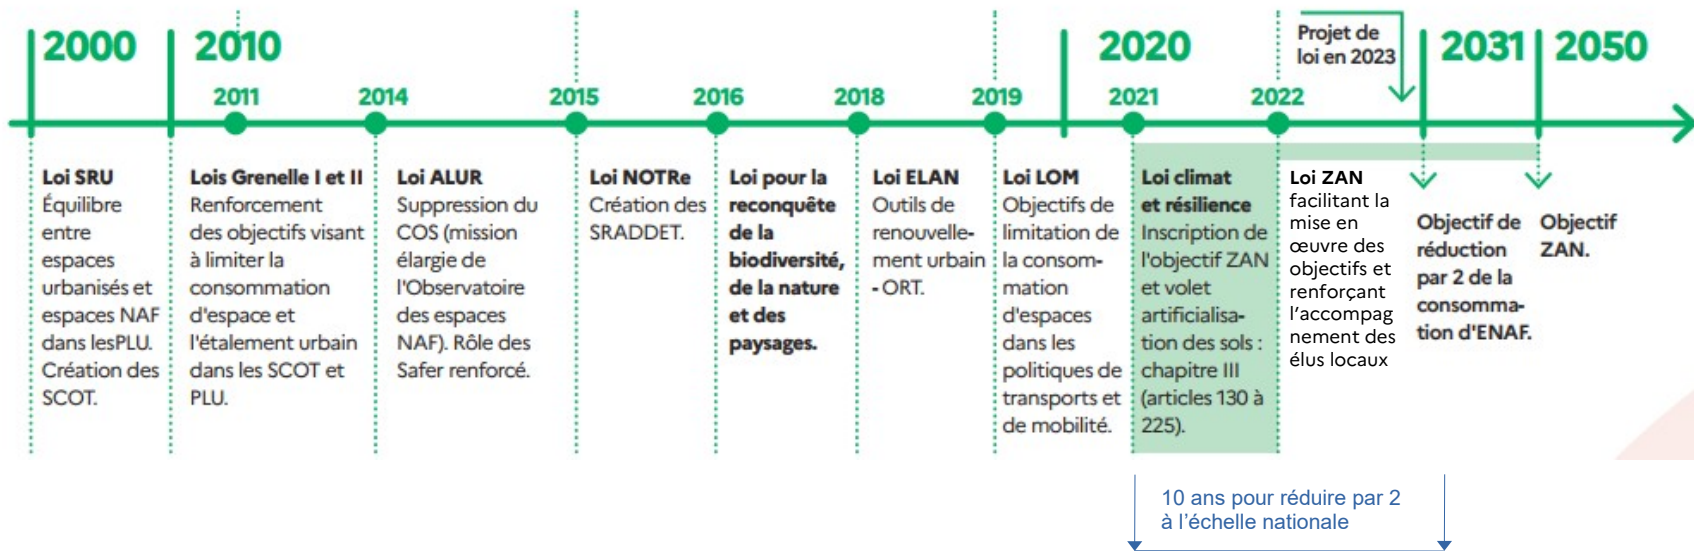 2000
2010
2020
Projet de
loi en 2023
2031
2050
2011
2014
2015
2016
2018
2019
2021
2022
Loi SRU
Équilibre
entre
espaces
urbanisés et
espaces NAF
dans lesPLU.
Création des
SCOT.
Lois Grenelle I et II
Renforcement
des objectifs visant
à limiter la
consommation
d'espace et
l'étalement urbain
dans les SCOT et
PLU.
Loi ALUR
Suppression du
COS (mission
élargie de
l'Observatoire
des espaces
NAF). Rôle des
Safer renforcé.
Loi NOTRe
Création des
SRADDET.
Loi pour la
reconquête
de la
biodiversité,
de la nature
et des
paysages.
Loi ELAN
Outils de
renouvelle-
ment urbain
- ORT.
Loi LOM
Objectifs de
limitation de
la consom-
mation
d'espaces
dans les
politiques de
transports et
de mobilité.
Loi climat
et résilience
Inscription de
l'objectif ZAN
et volet
artificialisa-
tion des sols :
chapitre III
(articles 130 à
225).
Loi ZAN
facilitant la
mise en
œuvre des
objectifs et
renforçant
l’accompag
nement des
élus locaux
Objectif de
réduction
par 2 de la
consomma-
tion d'ENAF.
Objectif
ZAN.
10 ans pour réduire par 2
à l’échelle nationale